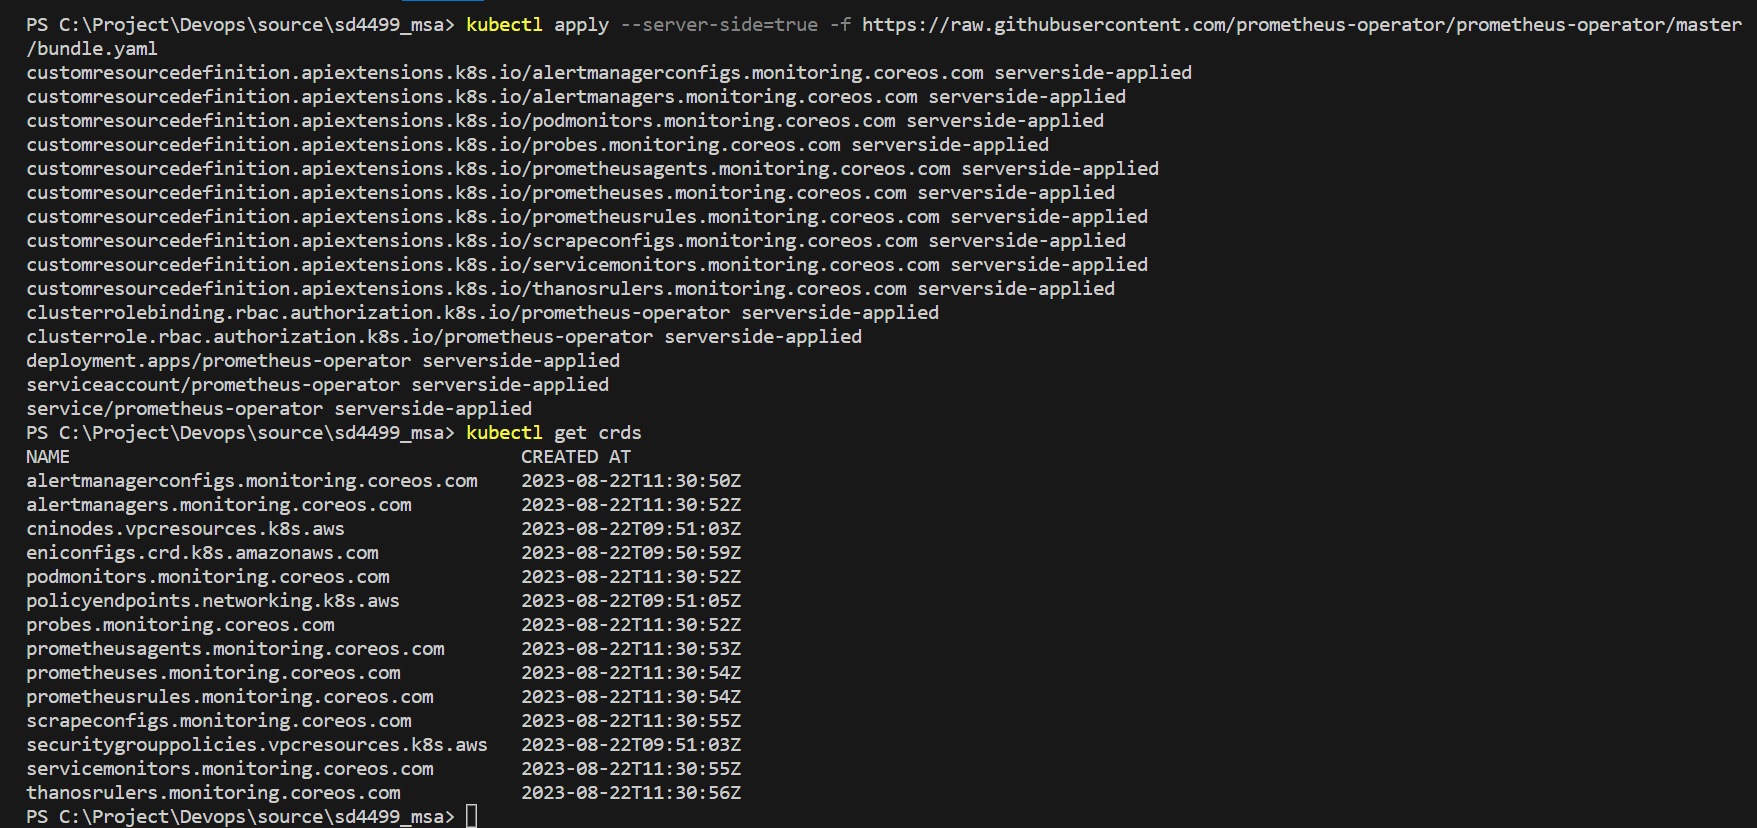 PS C:\Project\Devops\source\sd4499_msa> kubectl apply --server-side=true -f https://raw.githubusercontent.com/prometheus-operator/prometheus-operator/master
/bundle.yaml
customresourcedefinition.apiextensions.k8s.io/alertmanagerconfigs.monitoring.coreos.com serverside-applied
customresourcedefinition.apiextensions.k8s.io/alertmanagers.monitoring.coreos.com serverside-applied
customresourcedefinition.apiextensions.k8s.io/podmonitors.monitoring.coreos.com serverside-applied
customresourcedefinition.apiextensions.k8s.io/probes.monitoring.coreos.com serverside-applied
customresourcedefinition.apiextensions.k8s.io/prometheusagents.monitoring.coreos.com serverside-applied
customresourcedefinition.apiextensions.k8s.io/prometheuses.monitoring.coreos.com serverside-applied
customresourcedefinition.apiextensions.k8s.io/prometheusrules.monitoring.coreos.com serverside-applied
customresourcedefinition.apiextensions.k8s.io/scrapeconfigs.monitoring.coreos.com serverside-applied
customresourcedefinition.apiextensions.k8s.io/servicemonitors.monitoring.coreos.com serverside-applied
customresourcedefinition.apiextensions.k8s.io/thanosrulers.monitoring.coreos.com serverside-applied
clusterrolebinding.rbac.authorization.k8s.io/prometheus-operator serverside-applied
clusterrole.rbac.authorization.k8s.io/prometheus-operator serverside-applied
deployment.apps/prometheus-operator serverside-applied
serviceaccount/prometheus-operator serverside-applied
service/prometheus-operator serverside-applied
PS C:\Project\Devops\source\sd4499_msa> kubectl get crds
NAME CREATED AT
alertmanagerconfigs.monitoring.coreos.com 2023-08-22T11:30:50Z
alertmanagers.monitoring.coreos.com 2023-08-22T11:30:52Z
cninodes.vpcresources.k8s.aws 2023-08-22T09:51:03Z
eniconfigs.crd.k8s.amazonaws.com 2023-08-22T09:50:59Z
podmonitors.monitoring.coreos.com 2023-08-22T11:30:52Z
policyendpoints.networking.k8s.aws 2023-08-22T09:51:05Z
probes.monitoring.coreos.com 2023-08-22T11:30:52Z
prometheusagents.monitoring.coreos.com 2023-08-22T11:30:53Z
prometheuses.monitoring.coreos.com 2023-08-22T11:30:54Z
prometheusrules.monitoring.coreos.com 2023-08-22T11:30:54Z
scrapeconfigs.monitoring.coreos.com 2023-08-22T11:30:55Z
securitygrouppolicies.vpcresources.k8s.aws 2023-08-22T09:51:03Z
servicemonitors.monitoring.coreos.com 2023-08-22T11:30:55Z
thanosrulers.monitoring.coreos.com 2023-08-22T11:30:56Z
PS C:\Project\Devops\source\sd4499_msa>